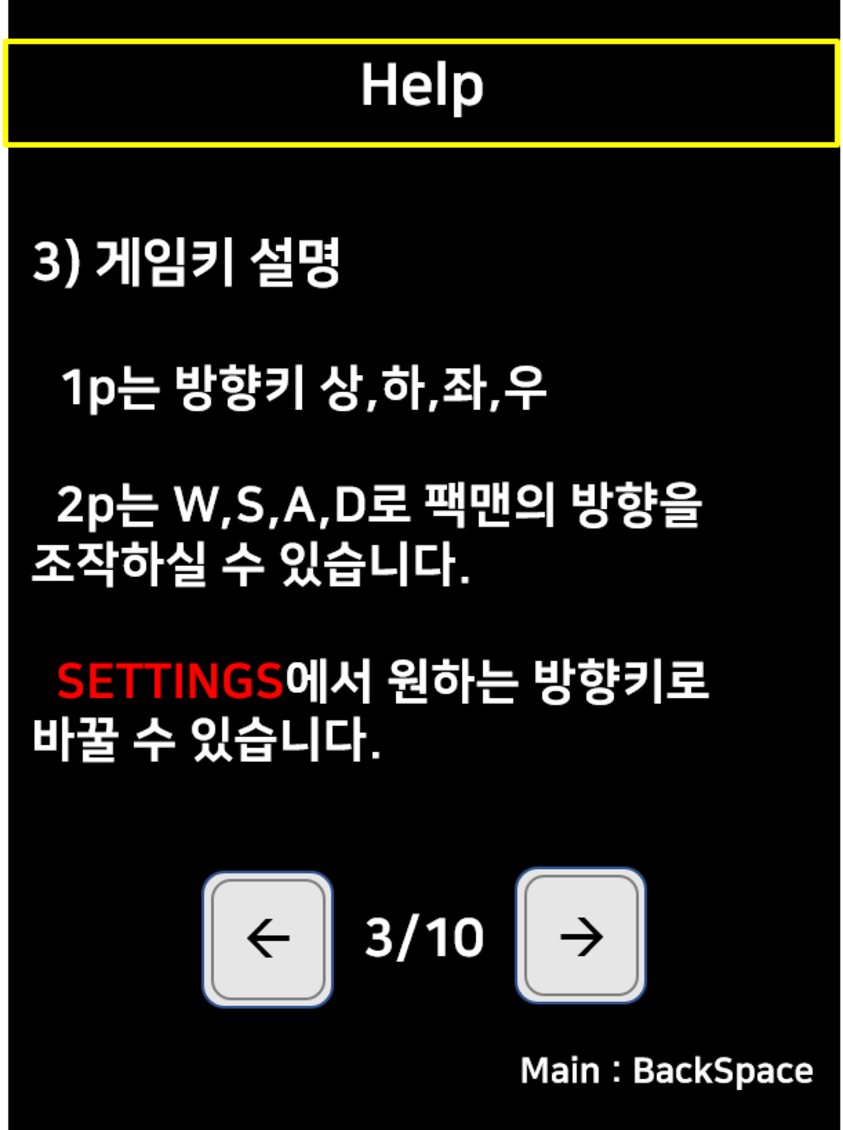 Help
3) 게임키 설명
1p는 방향키 상,하,좌,우
2p는 W,S,A,D로 팩맨의 방향을
조작하실 수 있습니다.
SETTINGS에서 원하는 방향키로
바꿀 수 있습니다.
← 3/10 →
Main : BackSpace